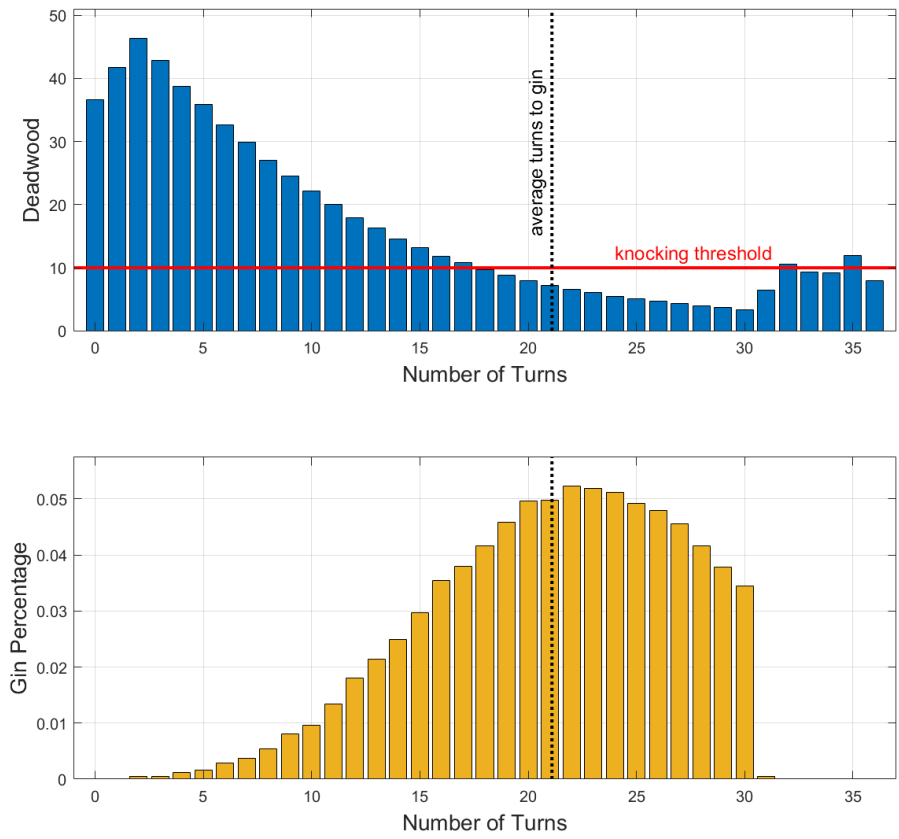 50
40
30
20
10
0
Deadwood
average turns to gin
knocking threshold
0 5 10 15 20 25 30 35
Number of Turns
0.05
0.04
0.03
0.02
0.01
0
Gin Percentage
0 5 10 15 20 25 30 35
Number of Turns